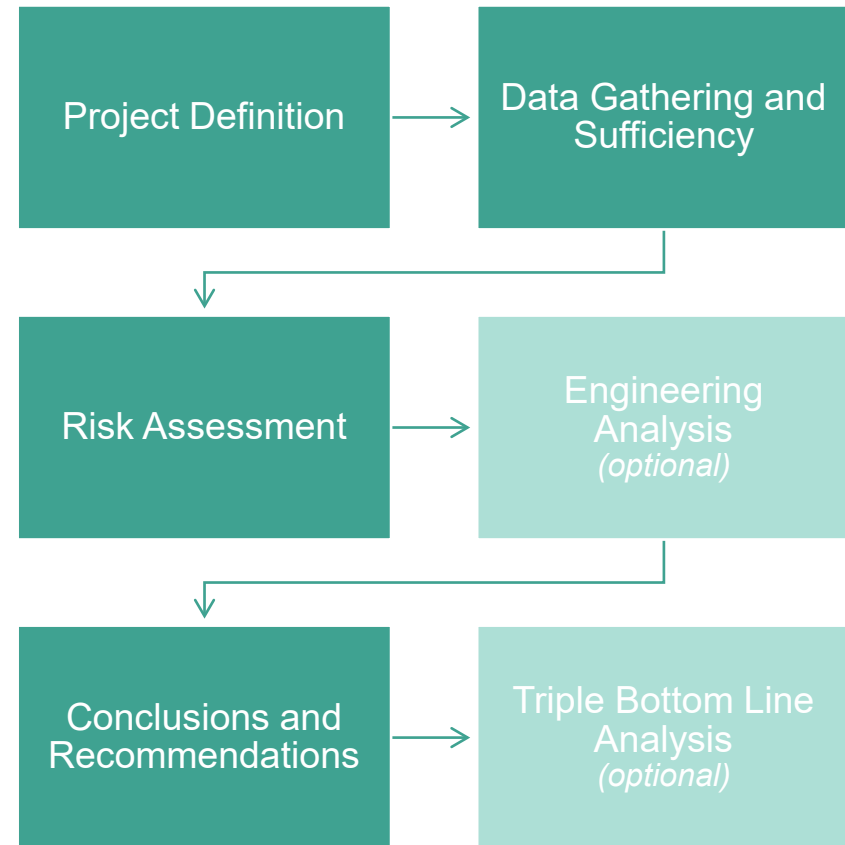 Project Definition
Data Gathering and
Sufficiency
Risk Assessment
Engineering
Analysis
(optional)
Conclusions and
Recommendations
Triple Bottom Line
Analysis
(optional)